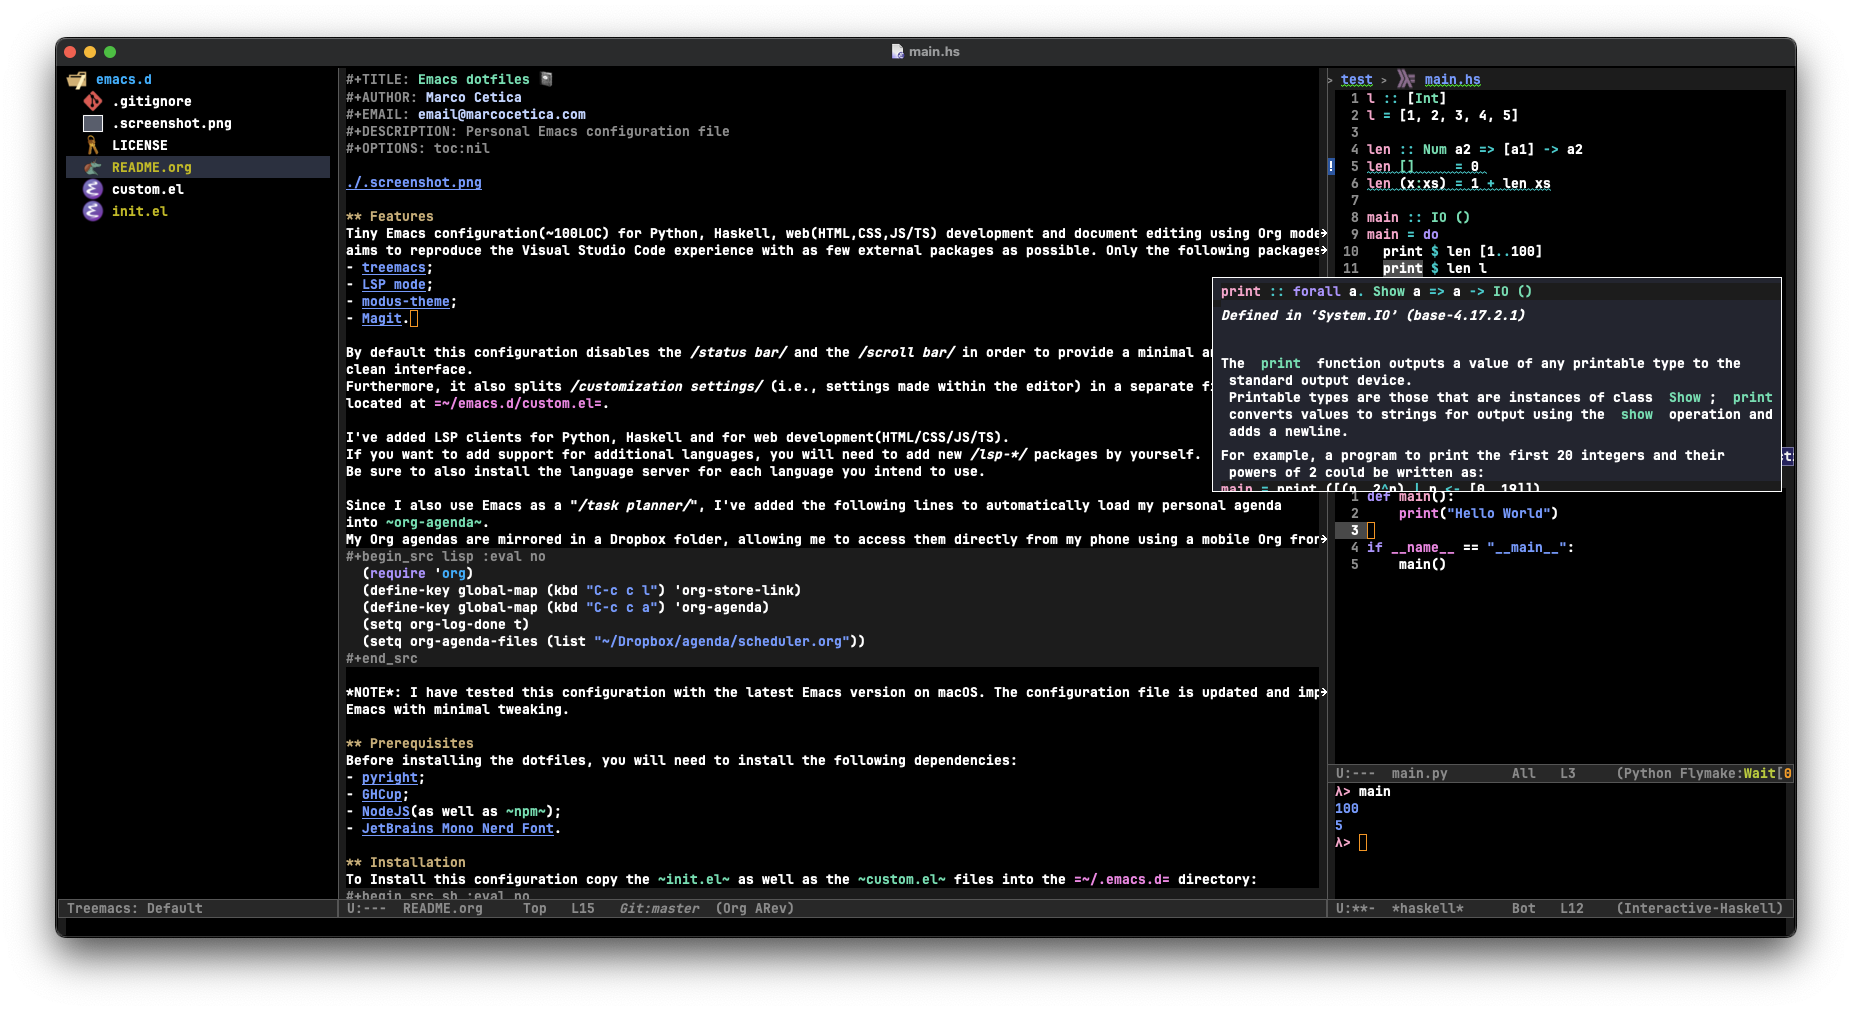 main.hs
emacs.d
.gitignore
.screenshot.png
LICENSE
README.org
custom.el
init.el
Treemacs: Default
#+TITLE: Emacs dotfiles
#+AUTHOR: Marco Cetica
#+EMAIL: email@marcocetica.com
#+DESCRIPTION: Personal Emacs configuration file
#+OPTIONS: toc:nil
./.screenshot.png
** Features
Tiny Emacs configuration(~100LOC) for Python, Haskell, web(HTML,CSS,JS/TS) development and document editing using Org mode
aims to reproduce the Visual Studio Code experience with as few external packages as possible. Only the following packages
- treemacs;
- LSP mode;
- modus-theme;
- Magit.
By default this configuration disables the /status bar/ and the /scroll bar/ in order to provide a minimal a
clean interface.
Furthermore, it also splits /customization settings/ (i.e., settings made within the editor) in a separate f
located at =~/emacs.d/custom.el=.
I've added LSP clients for Python, Haskell and for web development(HTML/CSS/JS/TS).
If you want to add support for additional languages, you will need to add new /lsp-*/ packages by yourself.
Be sure to also install the language server for each language you intend to use.
Since I also use Emacs as a "/task planner/", I've added the following lines to automatically load my personal agenda
into ~org-agenda~.
My Org agendas are mirrored in a Dropbox folder, allowing me to access them directly from my phone using a mobile Org fron
#+begin_src lisp :eval no
(require 'org)
(define-key global-map (kbd "C-c c l") 'org-store-link)
(define-key global-map (kbd "C-c c a") 'org-agenda)
(setq org-log-done t)
(setq org-agenda-files (list "~/Dropbox/agenda/scheduler.org"))
#+end_src
*NOTE*: I have tested this configuration with the latest Emacs version on macOS. The configuration file is updated and imp
Emacs with minimal tweaking.
** Prerequisites
Before installing the dotfiles, you will need to install the following dependencies:
- pyright;
- GHCup;
- NodeJS(as well as ~npm~);
- JetBrains Mono Nerd Font.
** Installation
To Install this configuration copy the ~init.el~ as well as the ~custom.el~ files into the =~/.emacs.d= directory:
#+begin_src sh :eval no
U:--- README.org Top L15 Git:master (Org ARev)
> test > main.hs
1 l :: [Int]
2 l = [1, 2, 3, 4, 5]
3
4 len :: Num a2 => [a1] -> a2
! 5 len [] = 0
6 len (x:xs) = 1 + len xs
7
8 main :: IO ()
9 main = do
10 print $ len [1..100]
11 print $ len l
print :: forall a. Show a => a -> IO ()
Defined in ‘System.IO’ (base-4.17.2.1)
The print function outputs a value of any printable type to the
standard output device.
Printable types are those that are instances of class Show ; print
converts values to strings for output using the show operation and
adds a newline.
For example, a program to print the first 20 integers and their
powers of 2 could be written as:
main = print ([(n, 2^n) | n <- [0..19]])
1 def main():
2 print("Hello World")
3
4 if __name__ == "__main__":
5 main()
U:--- main.py All L3 (Python Flymake:Wait[0
λ> main
100
5
λ>
U:**- *haskell* Bot L12 (Interactive-Haskell)